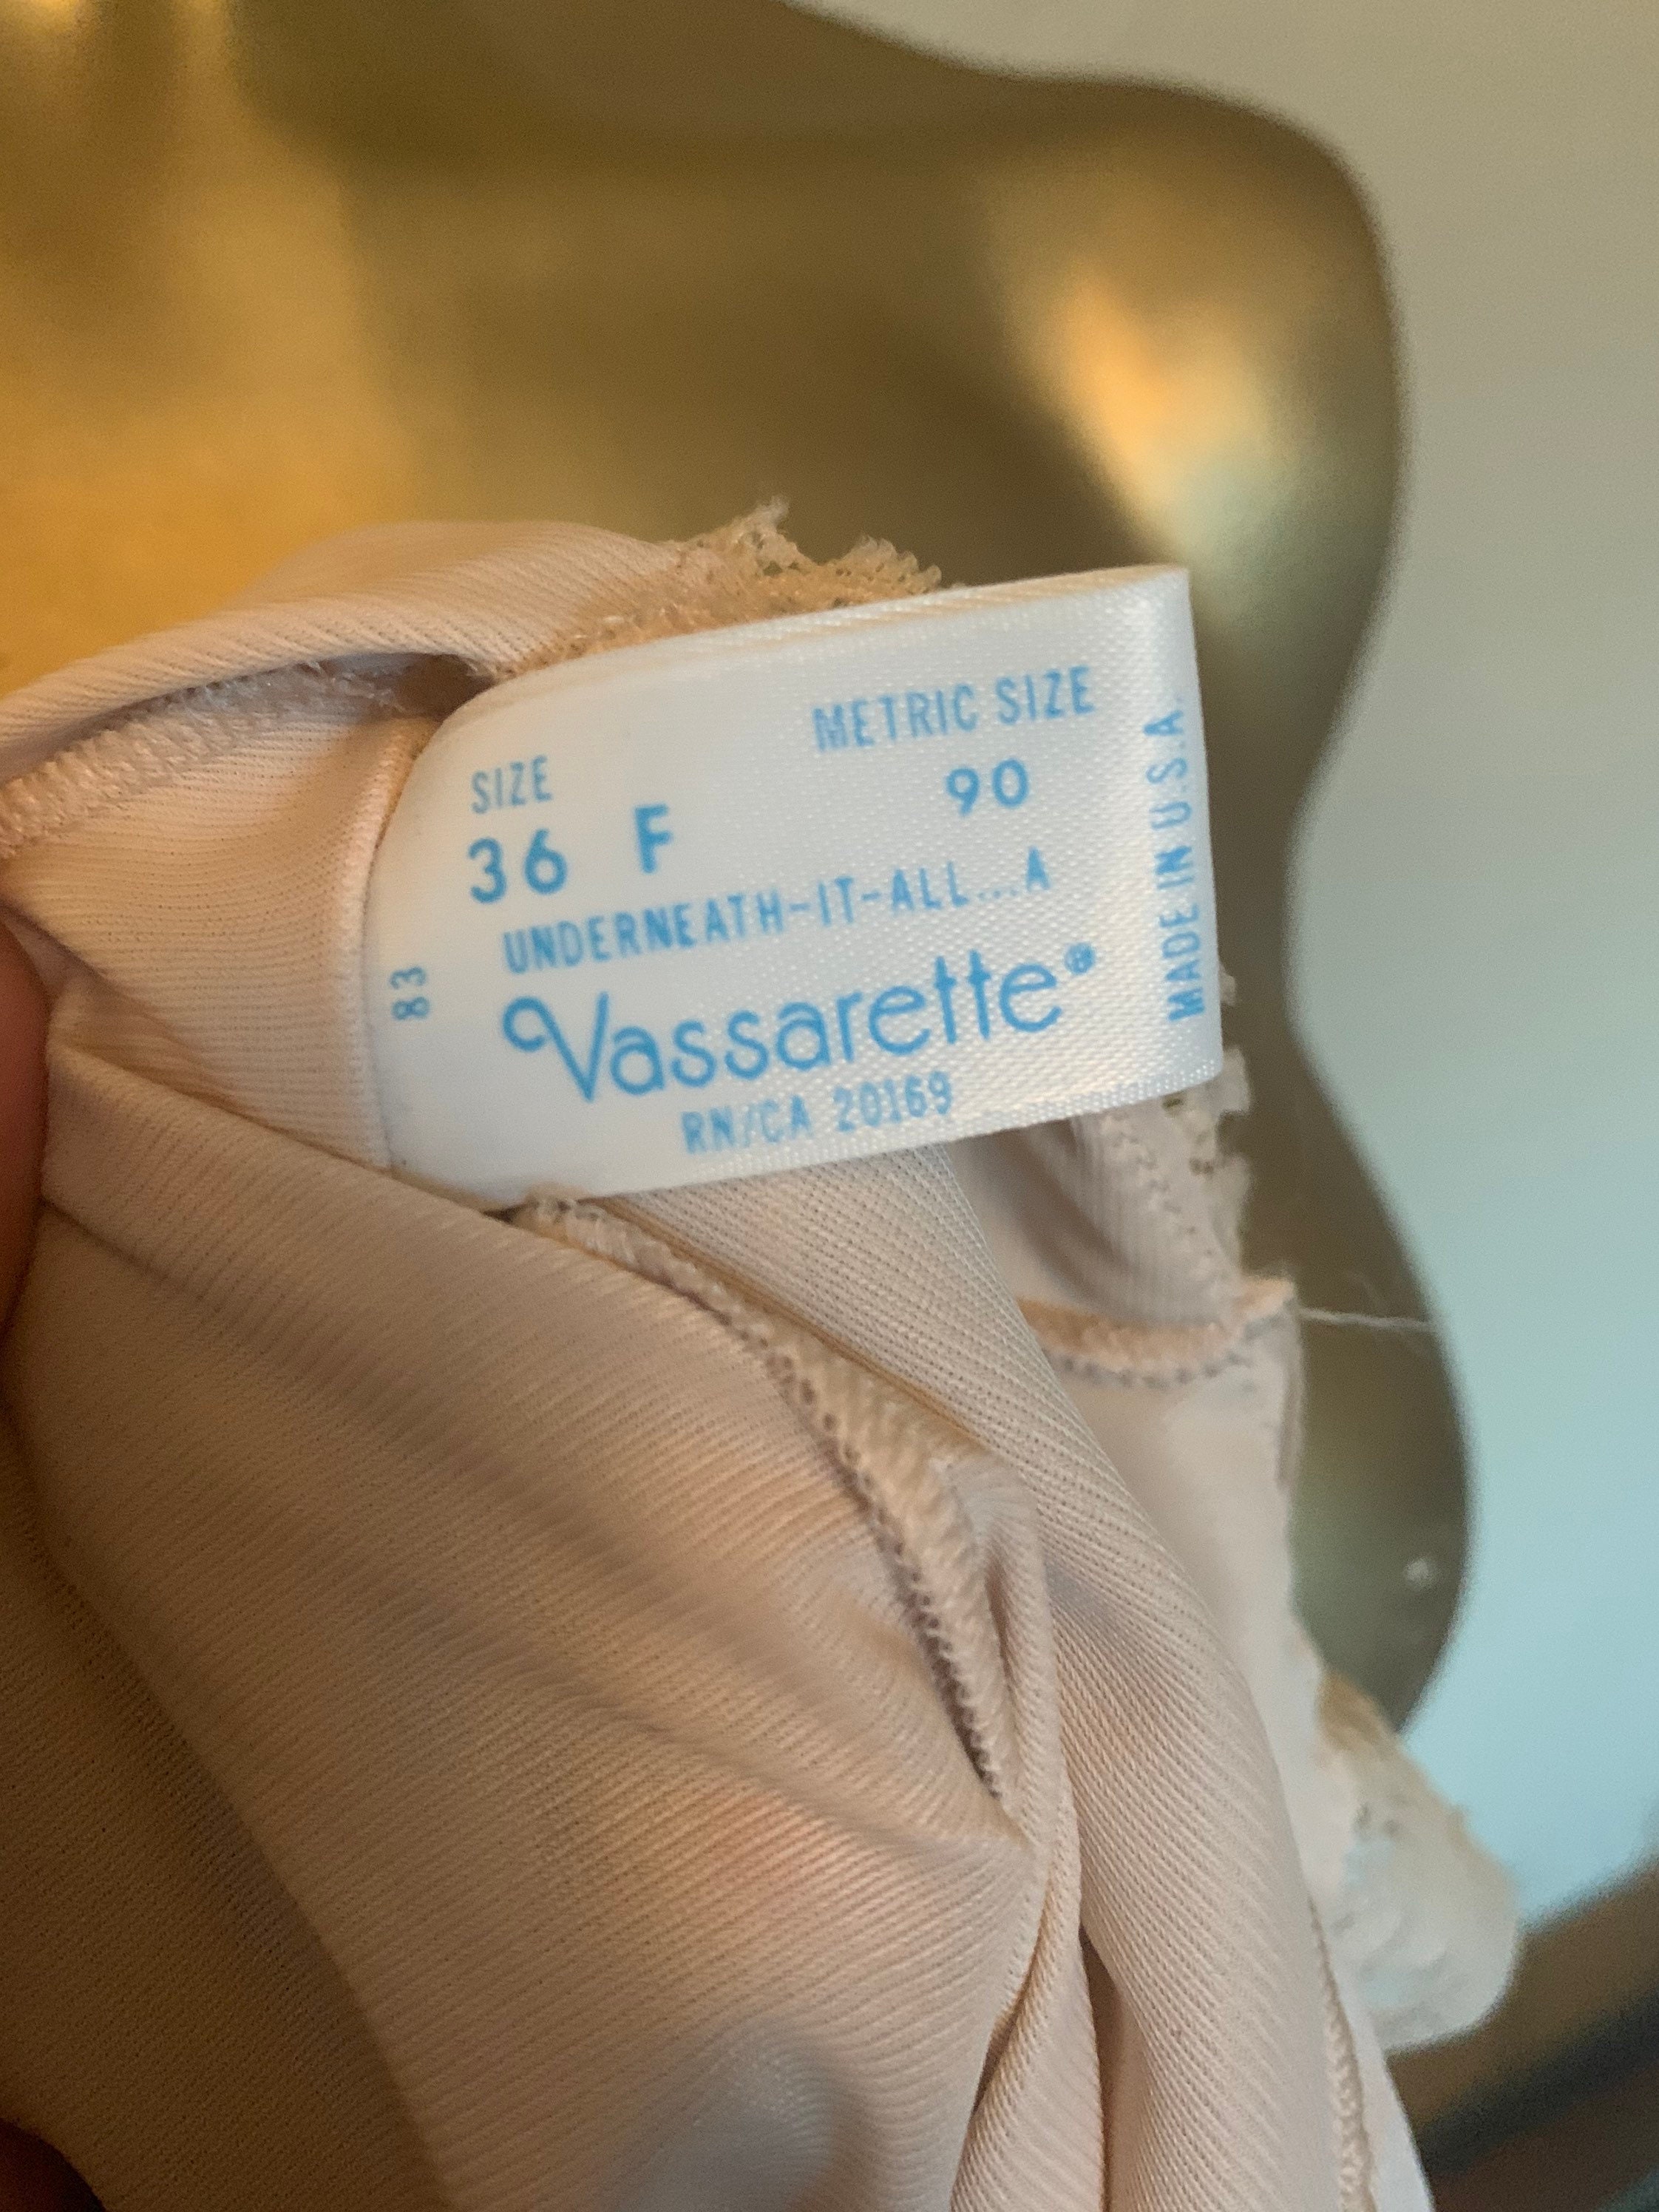 SIZE
METRIC SIZE
36 F
90
UNDERNEATH-IT-ALL....A
Vassarette®
RN/CA 20169
83
MADE IN U.S.A.